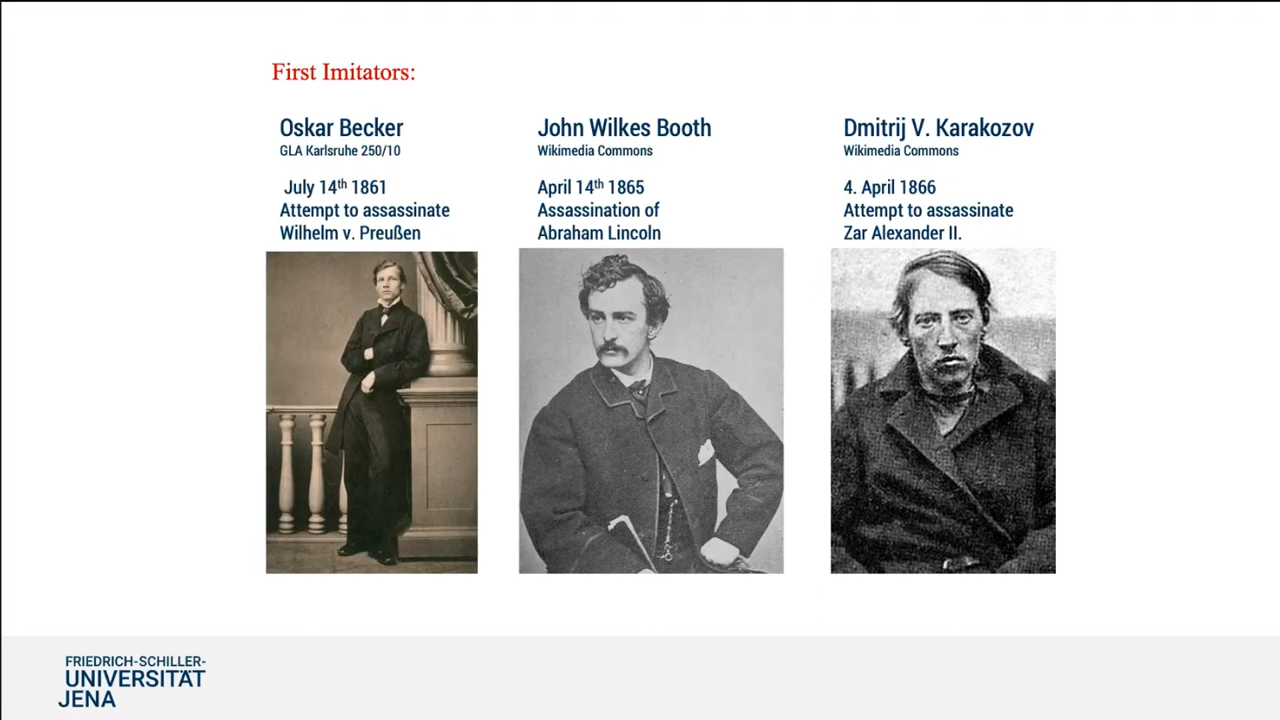 First Imitators:
Oskar Becker
GLA Karlsruhe 250/10
July 14th 1861
Attempt to assassinate
Wilhelm v. Preußen
John Wilkes Booth
Wikimedia Commons
April 14th 1865
Assassination of
Abraham Lincoln
Dmitrij V. Karakozov
Wikimedia Commons
4. April 1866
Attempt to assassinate
Zar Alexander II.
FRIEDRICH-SCHILLER-
UNIVERSITÄT
JENA